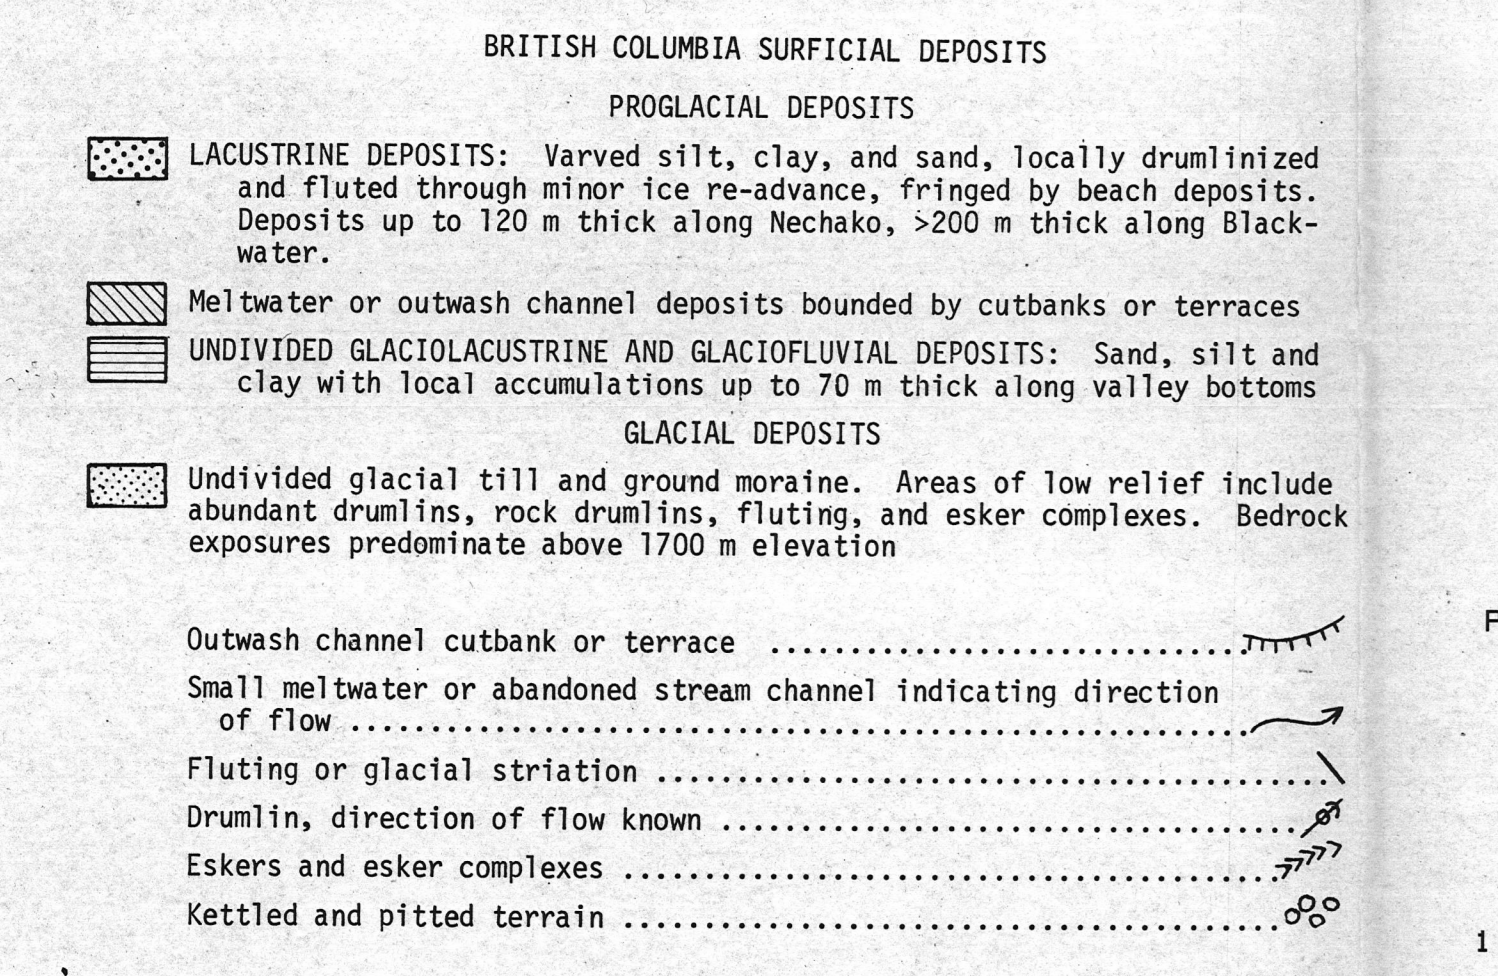 BRITISH COLUMBIA SURFICIAL DEPOSITS
PROGLACIAL DEPOSITS
LACUSTRINE DEPOSITS: Varved silt, clay, and sand, locally drumlinized
and fluted through minor ice re-advance, fringed by beach deposits.
Deposits up to 120 m thick along Nechako, >200 m thick along Black-
water.
Meltwater or outwash channel deposits bounded by cutbanks or terraces
UNDIVIDED GLACIOLACUSTRINE AND GLACIOFLUVIAL DEPOSITS: Sand, silt and
clay with local accumulations up to 70 m thick along valley bottoms
GLACIAL DEPOSITS
Undivided glacial till and ground moraine. Areas of low relief include
abundant drumlins, rock drumlins, fluting, and esker complexes. Bedrock
exposures predominate above 1700 m elevation
Outwash channel cutbank or terrace ..............................
Small meltwater or abandoned stream channel indicating direction
of flow .........................................................
Fluting or glacial striation ..........................................
Drumlin, direction of flow known ....................................
Eskers and esker complexes .........................................
Kettled and pitted terrain .........................................
F
1